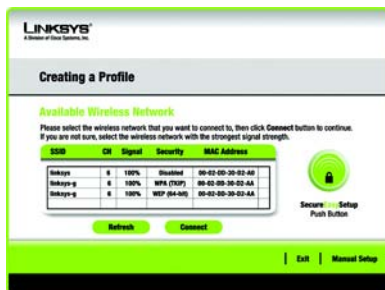 LINKSYS®
A Division of Cisco Systems, Inc.
Creating a Profile
Available Wireless Network
Please select the wireless network that you want to connect to, then click Connect button to continue.
If you are not sure, select the wireless network with the strongest signal strength.
SSID CH Signal Security MAC Address
linksys 6 100% Disabled 00-02-DD-30-D2-A0
linksys-g 6 100% WPA (TKIP) 00-02-DD-30-D2-AA
linksys-g 6 100% WEP (64-bit) 00-02-DD-30-D2-AA
SecureEasySetup
Push Button
Refresh Connect
Exit Manual Setup